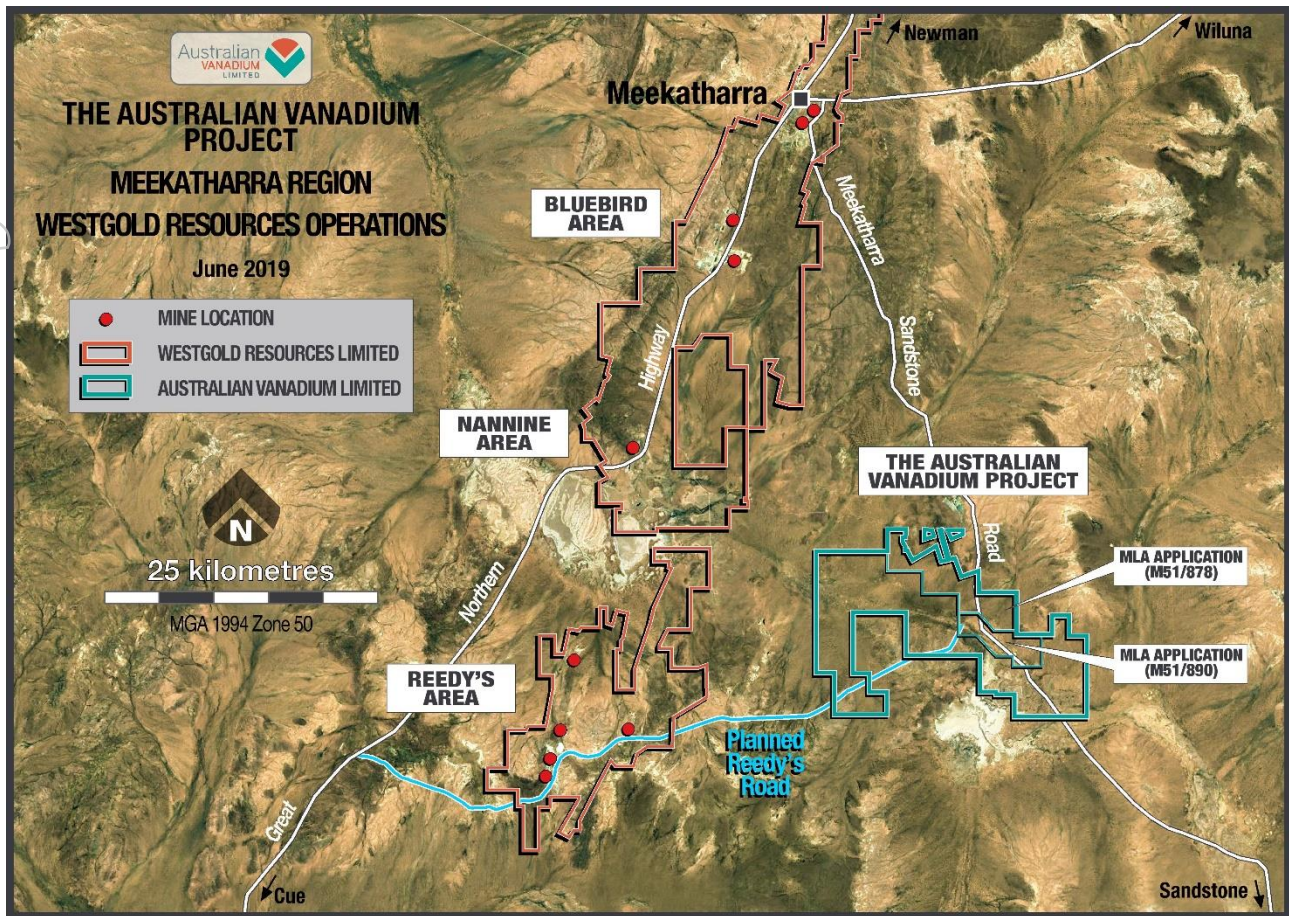 Australian
VANADIUM
LIMITED
THE AUSTRALIAN VANADIUM
PROJECT
MEEKATHARRA REGION
WESTGOLD RESOURCES OPERATIONS
June 2019
MINE LOCATION
WESTGOLD RESOURCES LIMITED
AUSTRALIAN VANADIUM LIMITED
N
25 kilometres
MGA 1994 Zone 50
Newman
Wiluna
Meekatharra
BLUEBIRD
AREA
Meekatharra
Sandstone
Road
Highway
NANNINE
AREA
THE AUSTRALIAN
VANADIUM PROJECT
MLA APPLICATION
(M51/878)
MLA APPLICATION
(M51/890)
Northern
REEDY'S
AREA
Planned
Reedy's
Road
Great
Cue
Sandstone